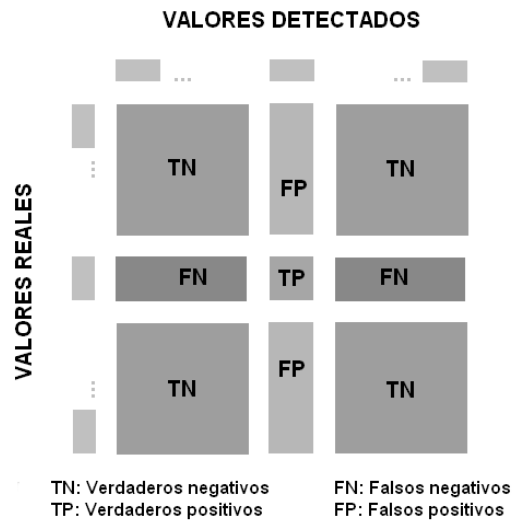 VALORES DETECTADOS
... ...
TN FP TN
...
VALORES REALES
FN TP FN
TN FP TN
...
TN: Verdaderos negativos FN: Falsos negativos
TP: Verdaderos positivos FP: Falsos positivos